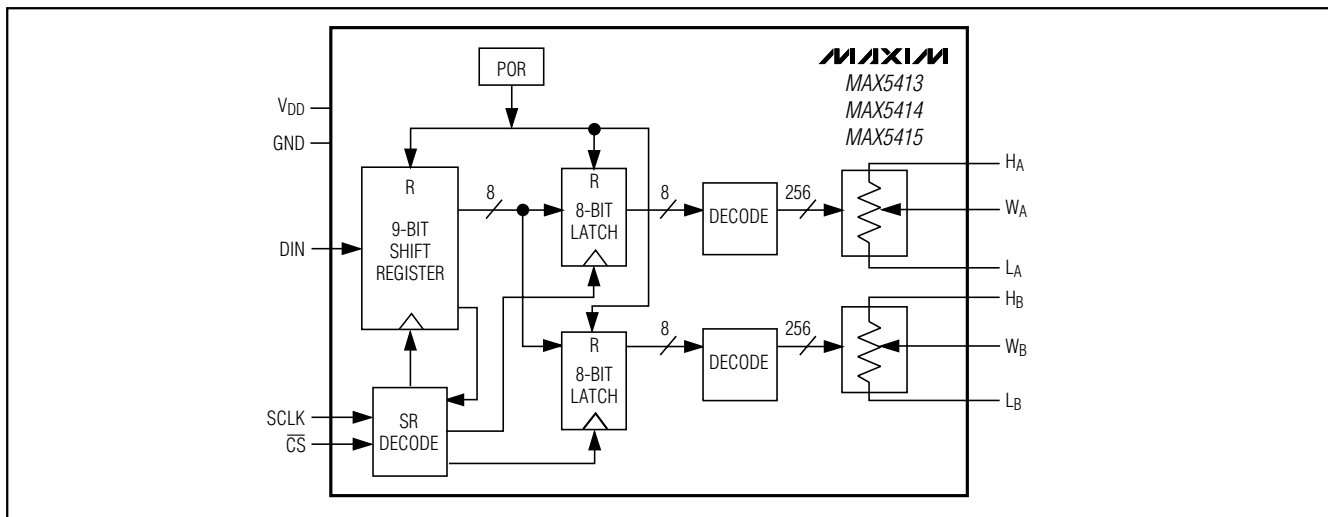 MAXIM
MAX5413
MAX5414
MAX5415
POR
VDD
GND
DIN
SCLK
CS
R
9-BIT
SHIFT
REGISTER
8
R
8-BIT
LATCH
8
DECODE
256
HA
WA
LA
R
8-BIT
LATCH
8
DECODE
256
HB
WB
LB
SR
DECODE